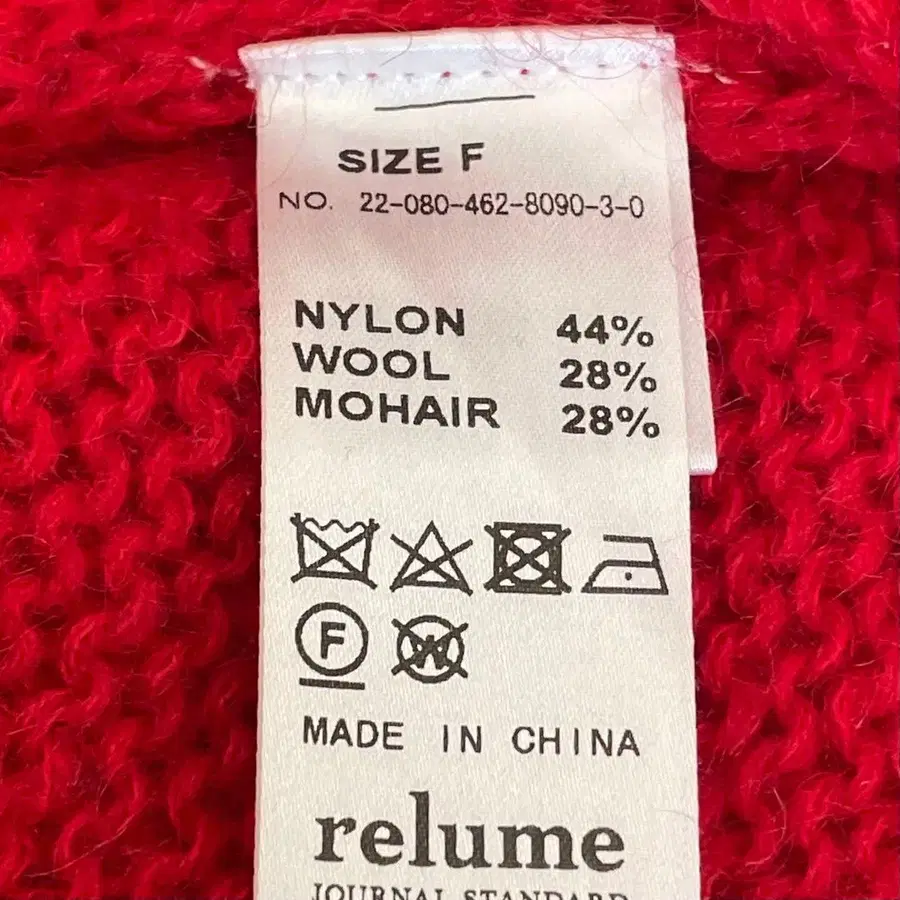 SIZE F
NO. 22-080-462-8090-3-0
NYLON 44%
WOOL 28%
MOHAIR 28%
F W
MADE IN CHINA
relume
JOURNAL STANDARD